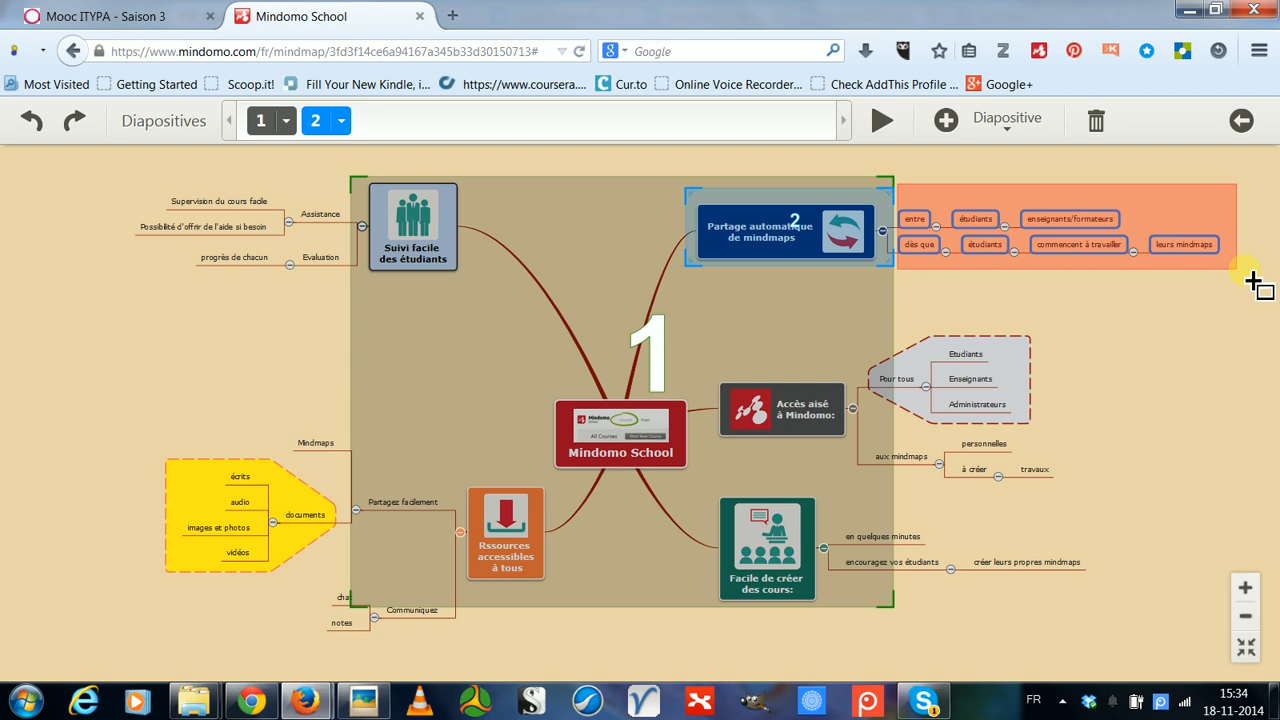 Mooc ITYPA - Saison 3
Mindomo School
https://www.mindomo.com/fr/mindmap/3fd3f14ce6a94167a345b33d30150713#
Google
Most Visited
Getting Started
Scoop.it!
Fill Your New Kindle, i...
https://www.coursera....
Cur.to
Online Voice Recorder...
Check AddThis Profile ...
Google+
Diapositives
1
2
Diapositive
Supervision du cours facile
Possibilité d'offrir de l'aide si besoin
Assistance
progrès de chacun
Evaluation
Suivi facile
des étudiants
Partage automatique
de mindmaps
2
entre
étudiants
enseignants/formateurs
dès que
étudiants
commencent à travailler
leurs mindmaps
1
Mindomo
All Courses
Mindomo School
Accès aisé
à Mindomo:
Pour tous
Etudiants
Enseignants
Administrateurs
aux mindmaps
personnelles
à créer
travaux
Mindmaps
écrits
audio
images et photos
vidéos
documents
Partagez facilement
Rssources
accessibles
à tous
chat
notes
Communiquez
Facile de créer
des cours:
en quelques minutes
encouragez vos étudiants
créer leurs propres mindmaps
FR
15:34
18-11-2014